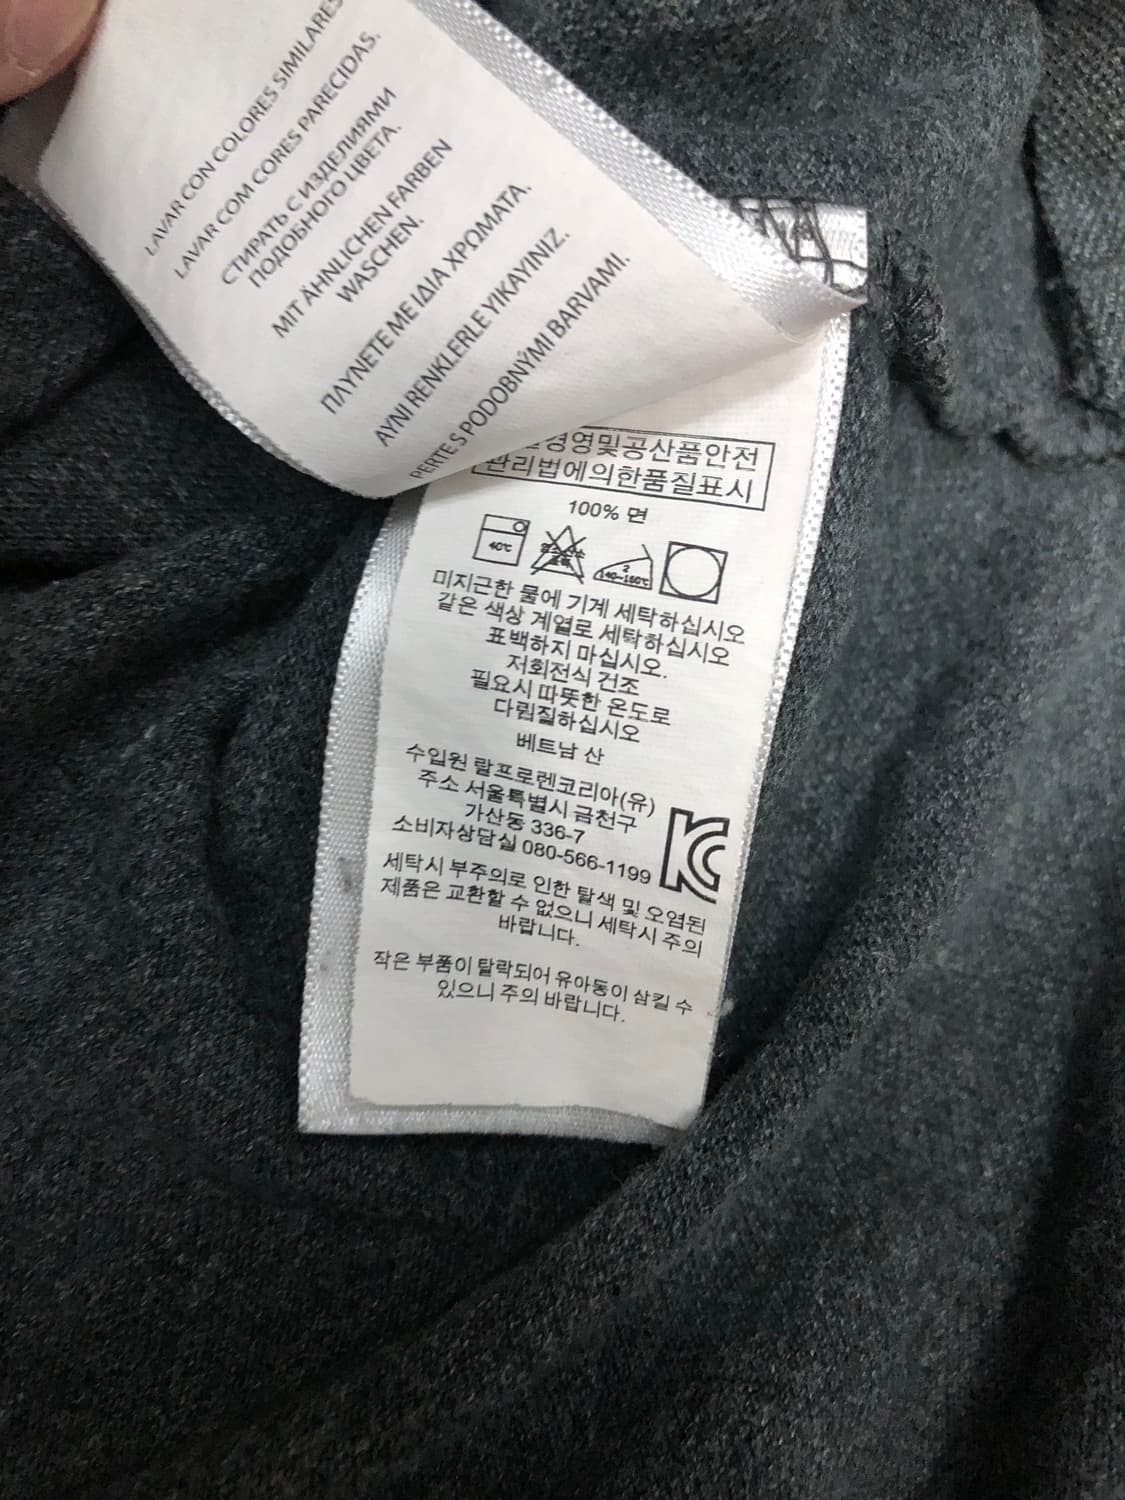 LAVAR CON COLORES SIMILARES
LAVAR COM CORES PARECIDAS.
СТИРАТЬ С ИЗДЕЛИЯМИ
ПОДОБНОГО ЦВЕТА.
MIT ÄHNLICHEN FARBEN
WASCHEN.
ΠΛΥΝΕΤΕ ΜΕ ΙΔΙΑ ΧΡΩΜΑΤΑ.
AYNI RENKLERLE YIKAYINIZ.
PERTE S PODOBNÝMI BARVAMI.
경영및공산품안전
관리법에의한품질표시
100% 면
40℃
2
140~160℃
미지근한 물에 기계 세탁하십시오
같은 색상 계열로 세탁하십시오
표백하지 마십시오.
저회전식 건조
필요시 따뜻한 온도로
다림질하십시오
베트남 산
수입원 랄프로렌코리아(유)
주소 서울특별시 금천구
가산동 336-7
소비자상담실 080-566-1199
세탁시 부주의로 인한 탈색 및 오염된
제품은 교환할 수 없으니 세탁시 주의
바랍니다.
작은 부품이 탈락되어 유아동이 삼킬 수
있으니 주의 바랍니다.